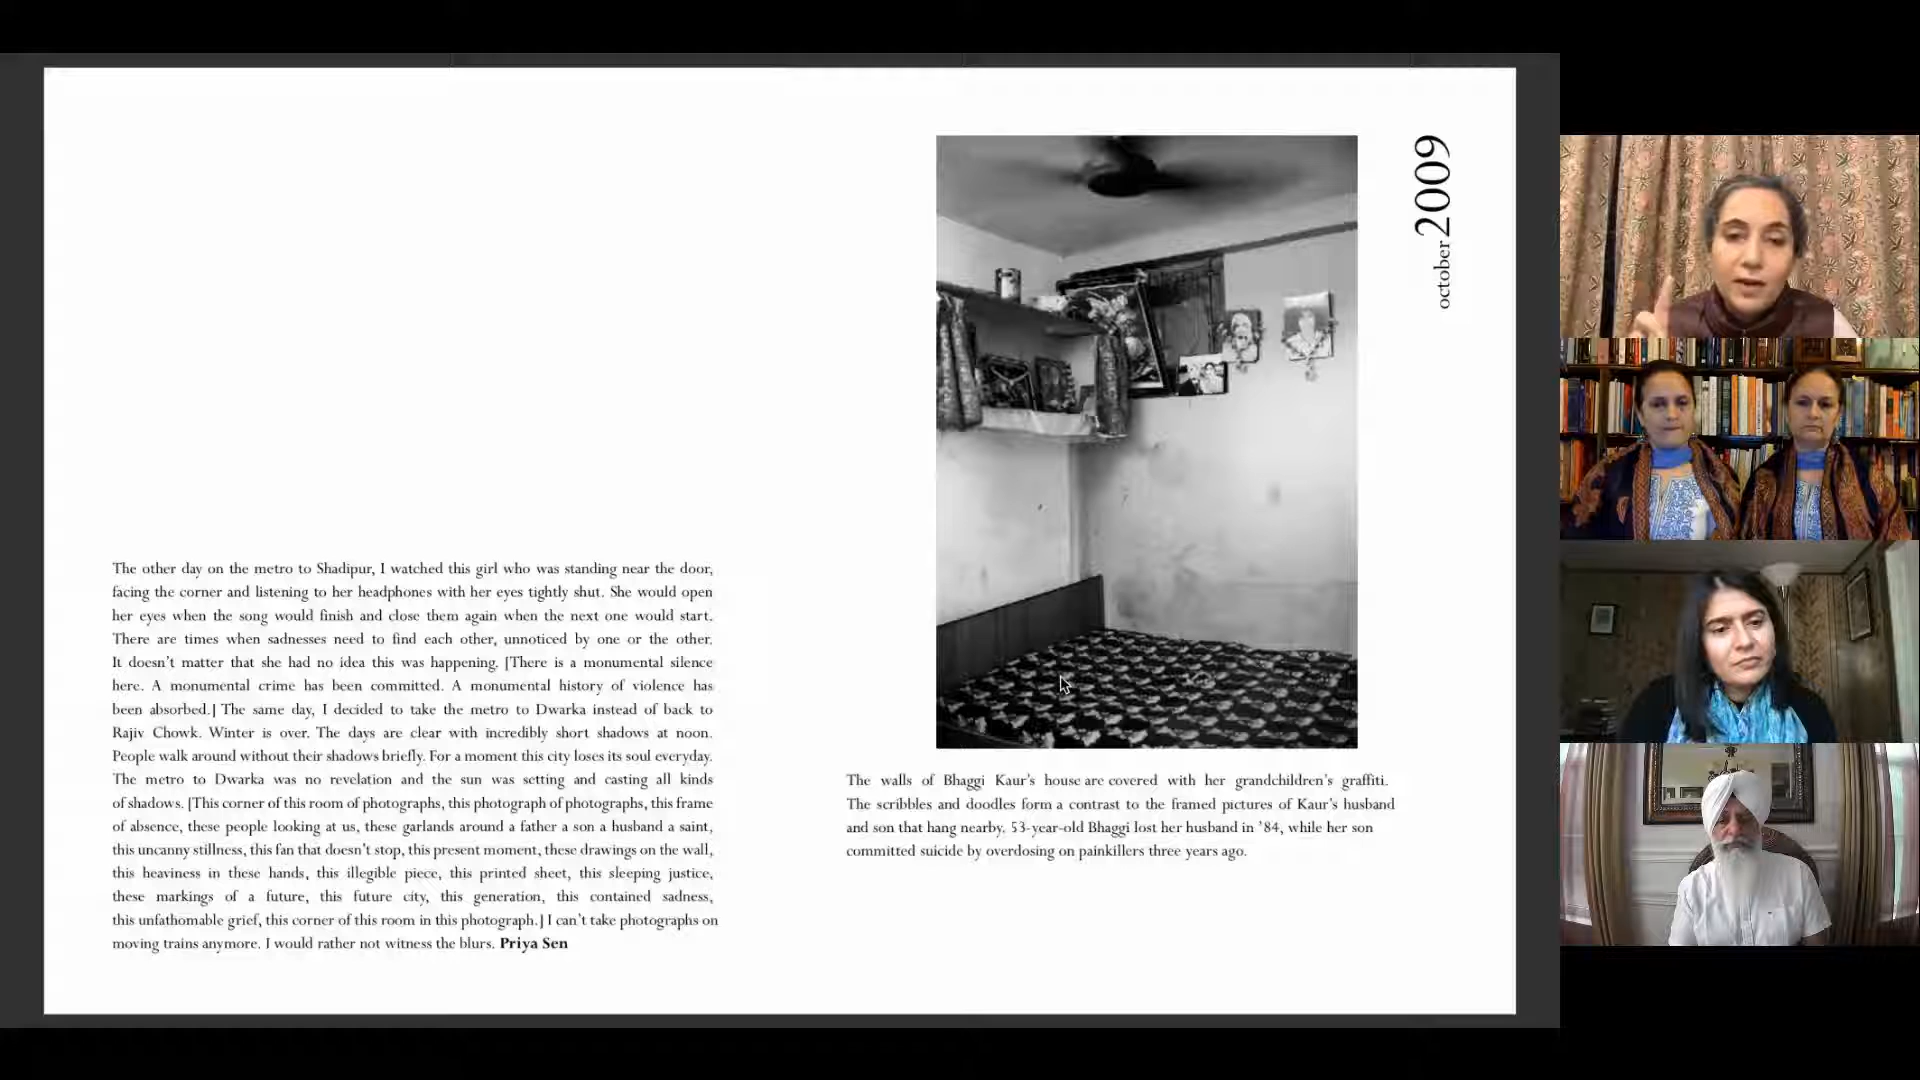 The other day on the metro to Shadipur, I watched this girl who was standing near the door,
facing the corner and listening to her headphones with her eyes tightly shut. She would open
her eyes when the song would finish and close them again when the next one would start.
There are times when sadnesses need to find each other, unnoticed by one or the other.
It doesn't matter that she had no idea this was happening. [There is a monumental silence
here. A monumental crime has been committed. A monumental history of violence has
been absorbed.] The same day, I decided to take the metro to Dwarka instead of back to
Rajiv Chowk. Winter is over. The days are clear with incredibly short shadows at noon.
People walk around without their shadows briefly. For a moment this city loses its soul everyday.
The metro to Dwarka was no revelation and the sun was setting and casting all kinds
of shadows. [This corner of this room of photographs, this photograph of photographs, this frame
of absence, these people looking at us, these garlands around a father a son a husband a saint,
this uncanny stillness, this fan that doesn't stop, this present moment, these drawings on the wall,
this heaviness in these hands, this illegible piece, this printed sheet, this sleeping justice,
these markings of a future, this future city, this generation, this contained sadness,
this unfathomable grief, this corner of this room in this photograph.] I can't take photographs on
moving trains anymore. I would rather not witness the blurs. Priya Sen
october 2009
The walls of Bhaggi Kaur's house are covered with her grandchildren's graffiti.
The scribbles and doodles form a contrast to the framed pictures of Kaur's husband
and son that hang nearby. 53-year-old Bhaggi lost her husband in '84, while her son
committed suicide by overdosing on painkillers three years ago.